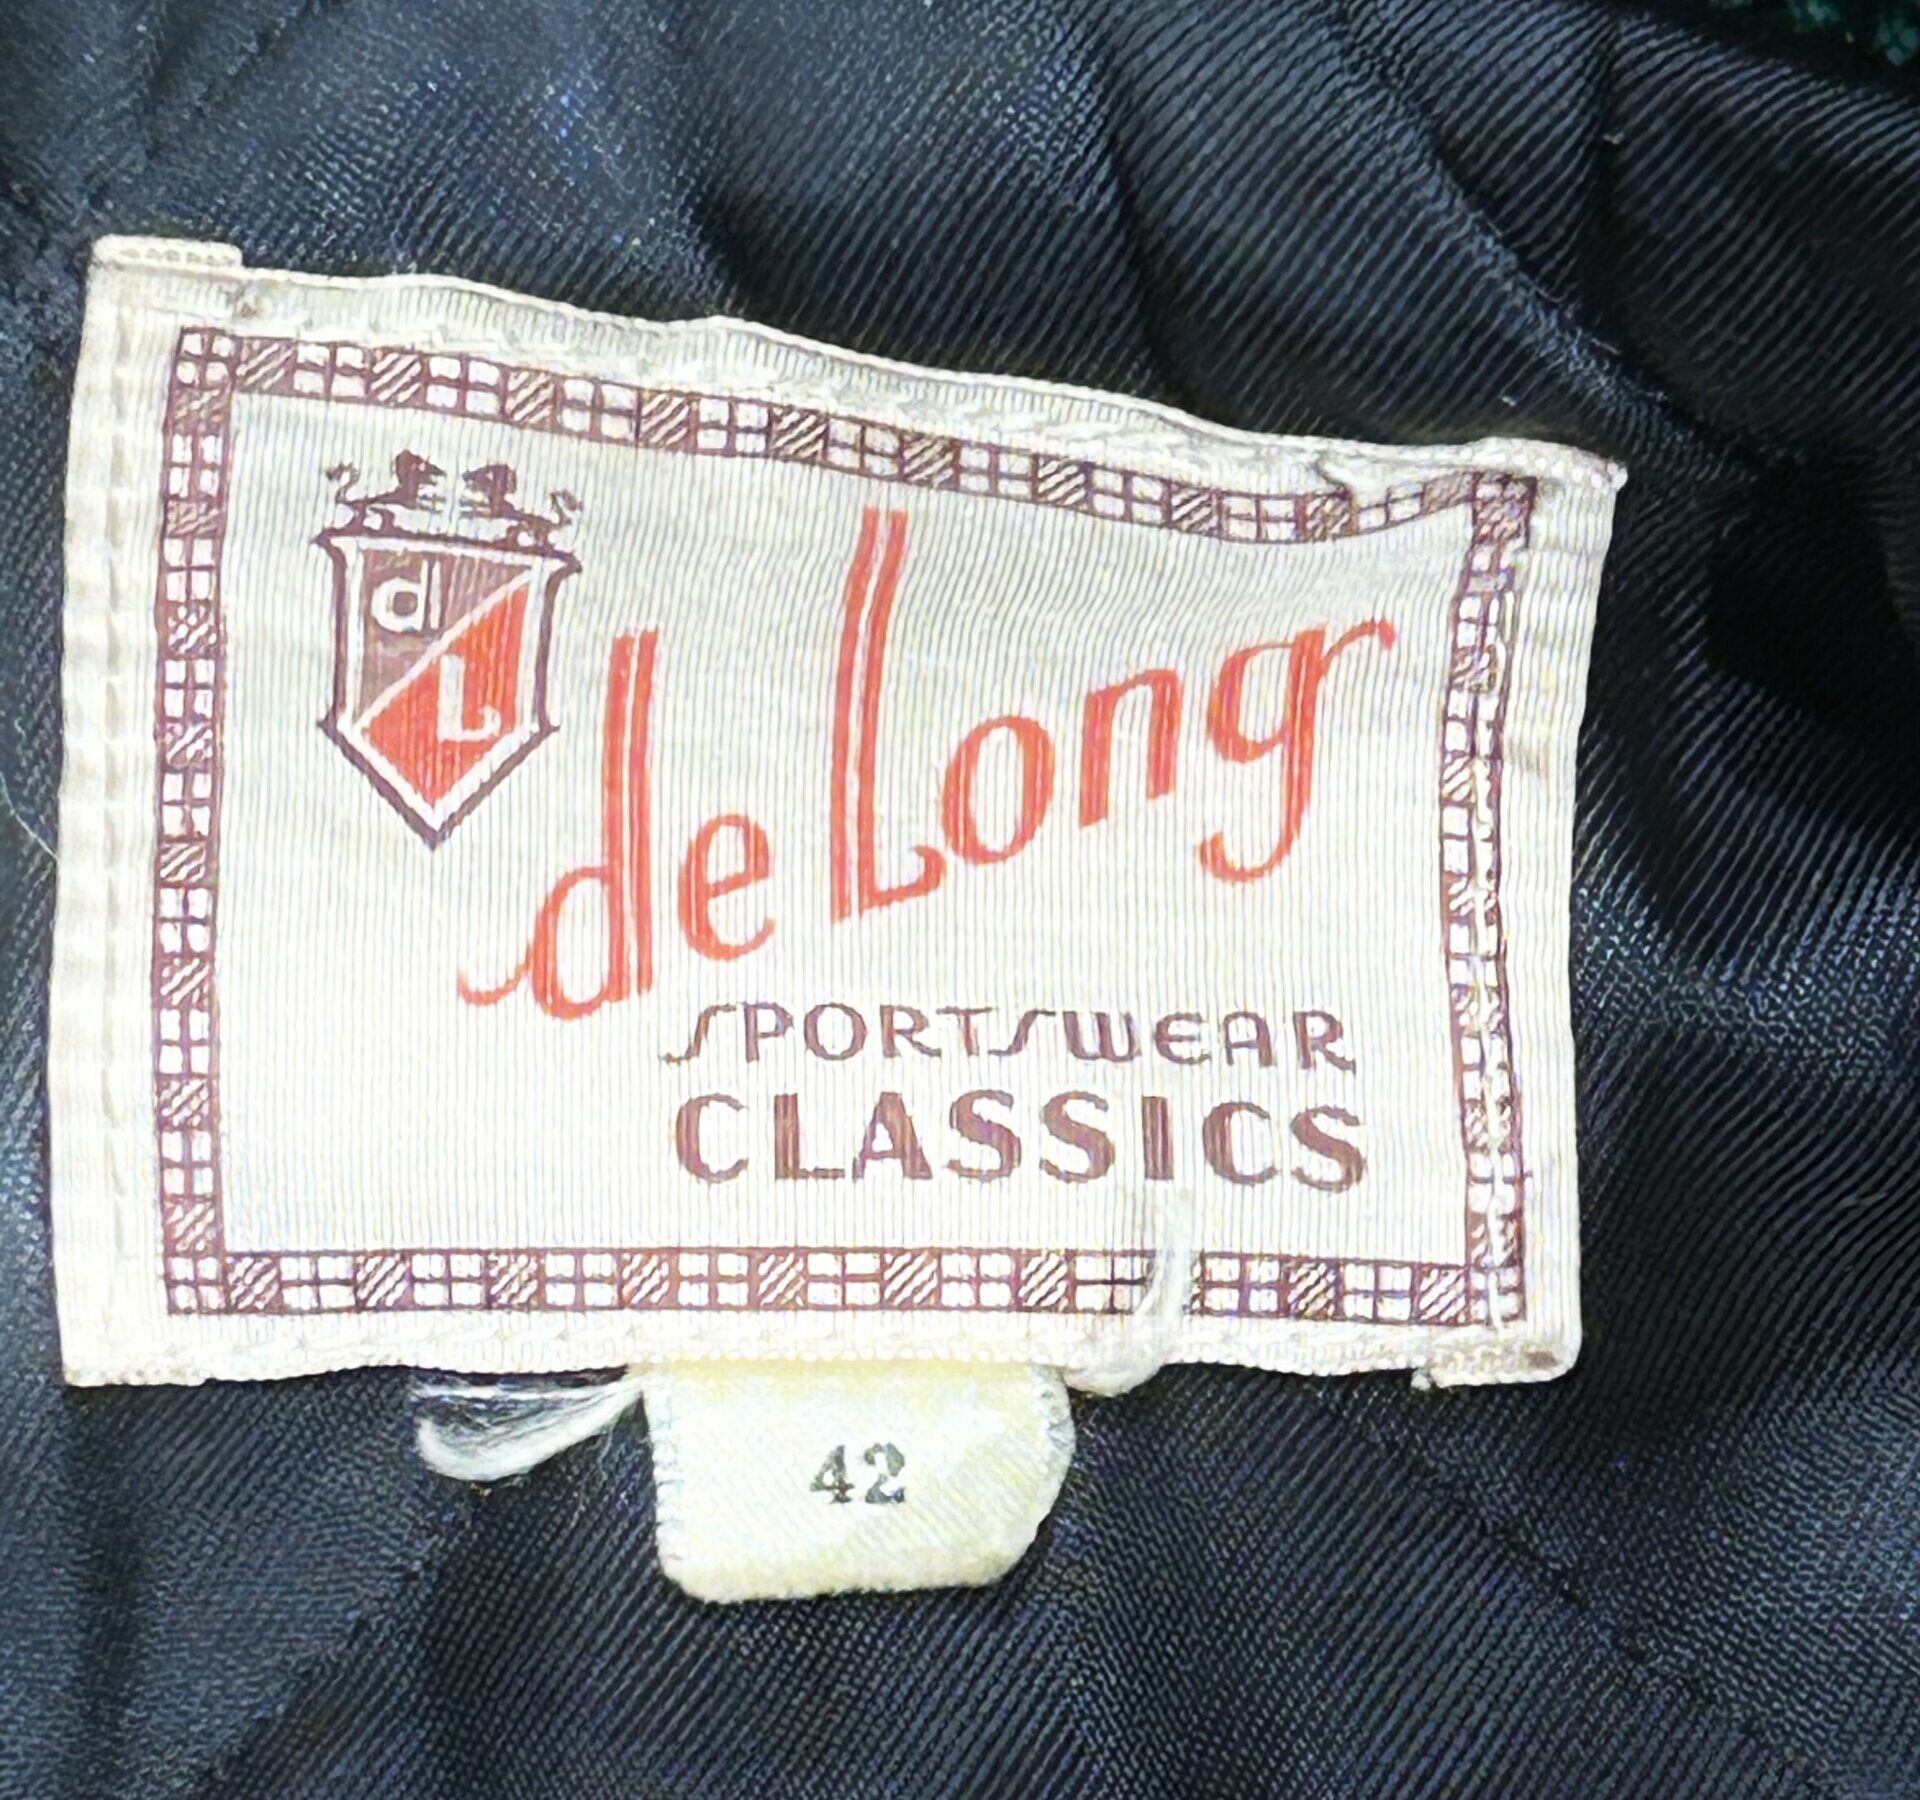 dl
L
de Long
SPORTSWEAR
CLASSICS
42